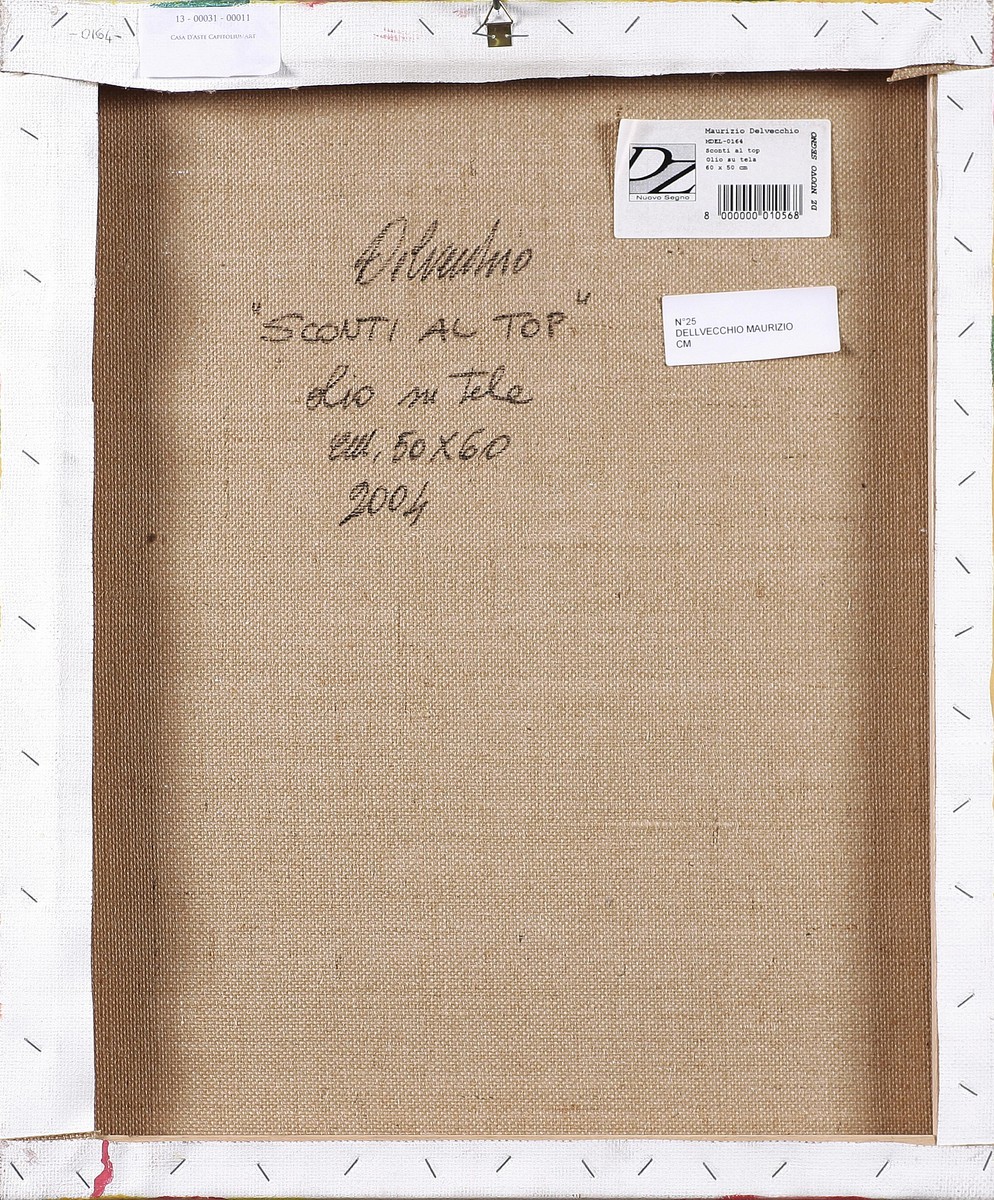 -0164-
13 - 00031 - 00011
CASA D'ASTE CAPITOLIUM ART
Maurizio Delvecchio
MDEL-0164
Sconti al top
Olio su tela
60 x 50 cm
DZ
Nuovo Segno
8 000000 010568
DZ NUOVO SEGNO
Delvecchio
"SCONTI AL TOP"
olio su tela
cm. 50x60
2004
N°25
DELLVECCHIO MAURIZIO
CM